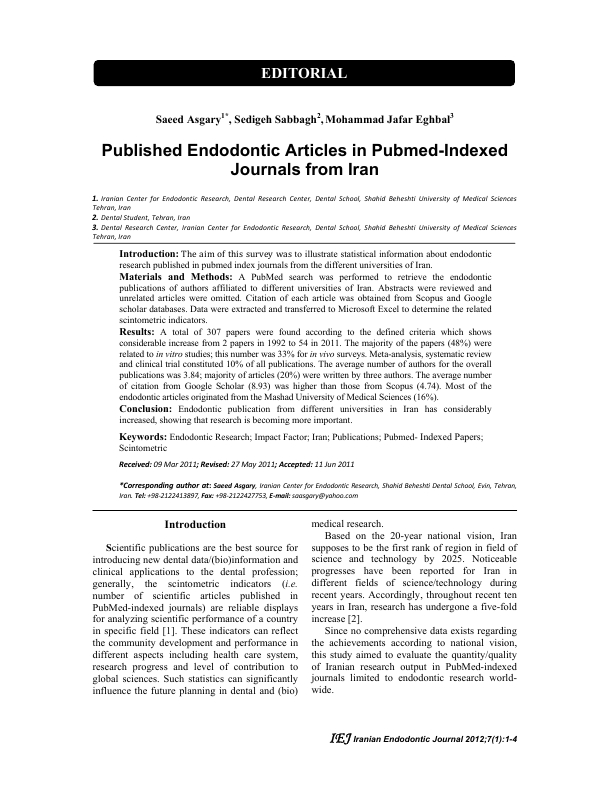 EDITORIAL
Saeed Asgary1*, Sedigeh Sabbagh2, Mohammad Jafar Eghbal3
Published Endodontic Articles in Pubmed-Indexed
Journals from Iran
1. Iranian Center for Endodontic Research, Dental Research Center, Dental School, Shahid Beheshti University of Medical Sciences
Tehran, Iran
2. Dental Student, Tehran, Iran
3. Dental Research Center, Iranian Center for Endodontic Research, Dental School, Shahid Beheshti University of Medical Sciences
Tehran, Iran
Introduction: The aim of this survey was to illustrate statistical information about endodontic
research published in pubmed index journals from the different universities of Iran.
Materials and Methods: A PubMed search was performed to retrieve the endodontic
publications of authors affiliated to different universities of Iran. Abstracts were reviewed and
unrelated articles were omitted. Citation of each article was obtained from Scopus and Google
scholar databases. Data were extracted and transferred to Microsoft Excel to determine the related
scintometric indicators.
Results: A total of 307 papers were found according to the defined criteria which shows
considerable increase from 2 papers in 1992 to 54 in 2011. The majority of the papers (48%) were
related to in vitro studies; this number was 33% for in vivo surveys. Meta-analysis, systematic review
and clinical trial constituted 10% of all publications. The average number of authors for the overall
publications was 3.84; majority of articles (20%) were written by three authors. The average number
of citation from Google Scholar (8.93) was higher than those from Scopus (4.74). Most of the
endodontic articles originated from the Mashad University of Medical Sciences (16%).
Conclusion: Endodontic publication from different universities in Iran has considerably
increased, showing that research is becoming more important.
Keywords: Endodontic Research; Impact Factor; Iran; Publications; Pubmed- Indexed Papers;
Scintometric
Received: 09 Mar 2011; Revised: 27 May 2011; Accepted: 11 Jun 2011
*Corresponding author at: Saeed Asgary, Iranian Center for Endodontic Research, Shahid Beheshti Dental School, Evin, Tehran,
Iran. Tel: +98-2122413897, Fax: +98-2122427753, E-mail: saasgary@yahoo.com
Introduction
Scientific publications are the best source for
introducing new dental data/(bio)information and
clinical applications to the dental profession;
generally, the scintometric indicators (i.e.
number of scientific articles published in
PubMed-indexed journals) are reliable displays
for analyzing scientific performance of a country
in specific field [1]. These indicators can reflect
the community development and performance in
different aspects including health care system,
research progress and level of contribution to
global sciences. Such statistics can significantly
influence the future planning in dental and (bio)
medical research.
Based on the 20-year national vision, Iran
supposes to be the first rank of region in field of
science and technology by 2025. Noticeable
progresses have been reported for Iran in
different fields of science/technology during
recent years. Accordingly, throughout recent ten
years in Iran, research has undergone a five-fold
increase [2].
Since no comprehensive data exists regarding
the achievements according to national vision,
this study aimed to evaluate the quantity/quality
of Iranian research output in PubMed-indexed
journals limited to endodontic research world-
wide.
IEJ Iranian Endodontic Journal 2012;7(1):1-4